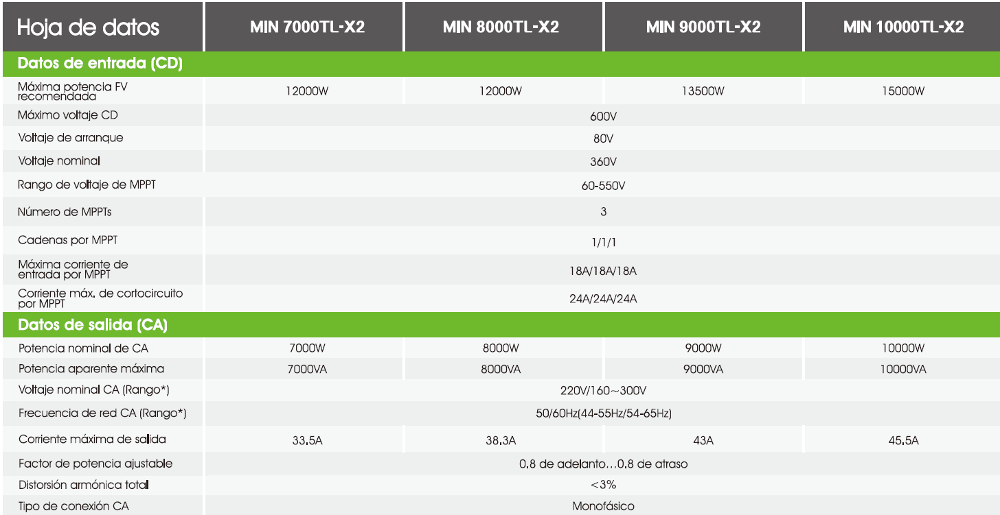 Hoja de datos MIN 7000TL-X2 MIN 8000TL-X2 MIN 9000TL-X2 MIN 10000TL-X2
Datos de entrada (CD)
Máxima potencia FV
recomendada 12000W 12000W 13500W 15000W
Máximo voltaje CD 600V
Voltaje de arranque 80V
Voltaje nominal 360V
Rango de voltaje de MPPT 60-550V
Número de MPPTs 3
Cadenas por MPPT 1/1/1
Máxima corriente de
entrada por MPPT 18A/18A/18A
Corriente máx. de cortocircuito
por MPPT 24A/24A/24A
Datos de salida (CA)
Potencia nominal de CA 7000W 8000W 9000W 10000W
Potencia aparente máxima 7000VA 8000VA 9000VA 10000VA
Voltaje nominal CA (Rango*) 220V/160~300V
Frecuencia de red CA (Rango*) 50/60Hz(44-55Hz/54-65Hz)
Corriente máxima de salida 33.5A 38.3A 43A 45.5A
Factor de potencia ajustable 0.8 de adelanto...0.8 de atraso
Distorsión armónica total <3%
Tipo de conexión CA Monofásico